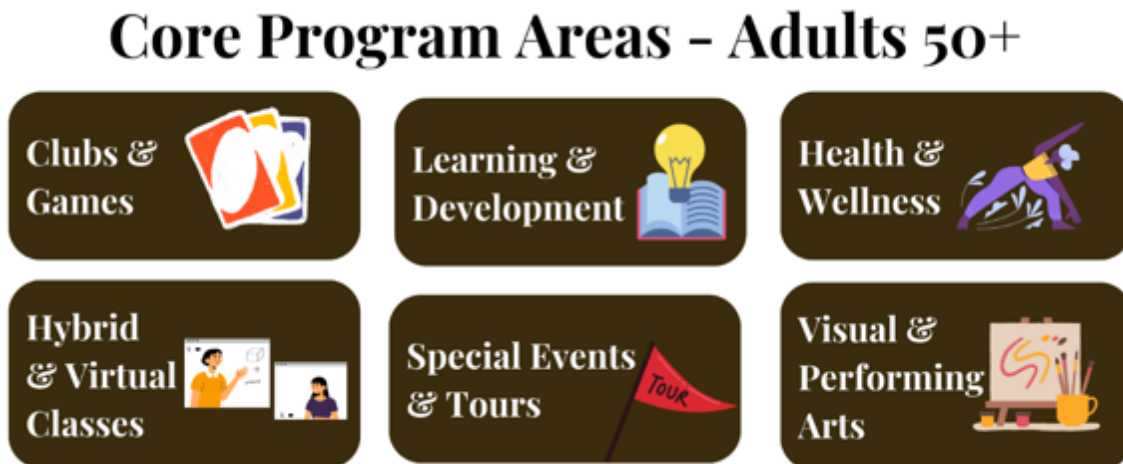 Core Program Areas - Adults 50+
Clubs &
Games
Learning &
Development
Health &
Wellness
Hybrid
& Virtual
Classes
Special Events
& Tours
TOUR
Visual &
Performing
Arts